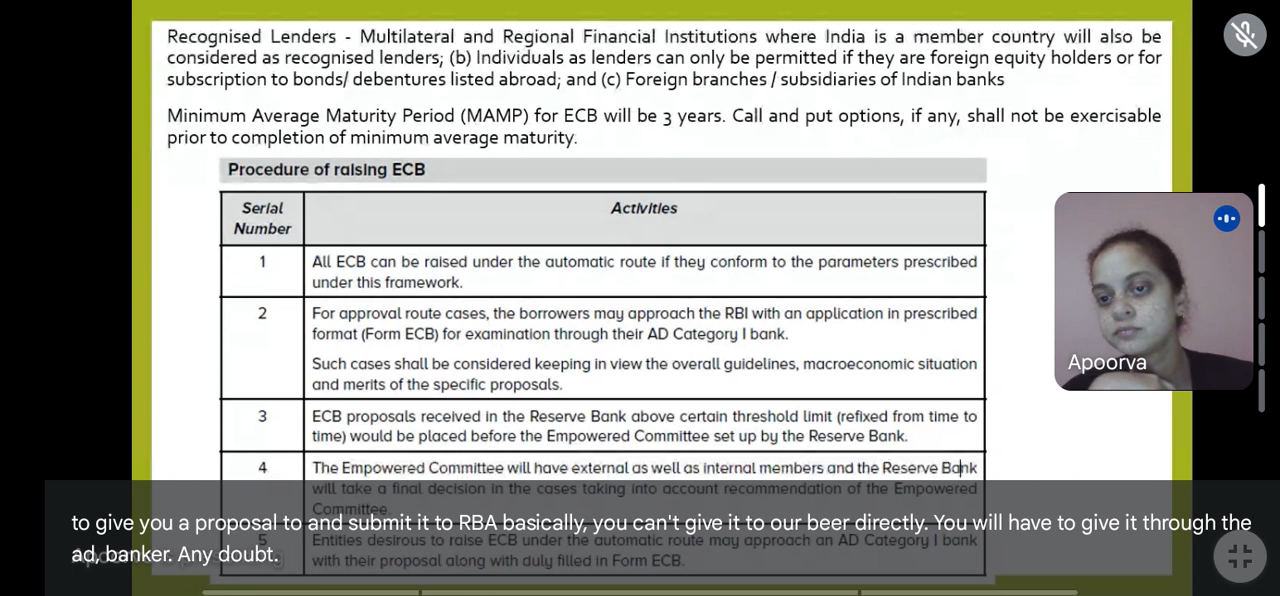 Recognised Lenders - Multilateral and Regional Financial Institutions where India is a member country will also be
considered as recognised lenders; (b) Individuals as lenders can only be permitted if they are foreign equity holders or for
subscription to bonds/ debentures listed abroad; and (c) Foreign branches / subsidiaries of Indian banks
Minimum Average Maturity Period (MAMP) for ECB will be 3 years. Call and put options, if any, shall not be exercisable
prior to completion of minimum average maturity.
Procedure of raising ECB
Serial
Number
Activities
1
All ECB can be raised under the automatic route if they conform to the parameters prescribed
under this framework.
2
For approval route cases, the borrowers may approach the RBI with an application in prescribed
format (Form ECB) for examination through their AD Category I bank.
Such cases shall be considered keeping in view the overall guidelines, macroeconomic situation
and merits of the specific proposals.
3
ECB proposals received in the Reserve Bank above certain threshold limit (refixed from time to
time) would be placed before the Empowered Committee set up by the Reserve Bank.
4
The Empowered Committee will have external as well as internal members and the Reserve Bank
will take a final decision in the cases taking into account recommendation of the Empowered
Committee.
5
Entities desirous to raise ECB under the automatic route may approach an AD Category I bank
with their proposal along with duly filled in Form ECB.
Apoorva
to give you a proposal to and submit it to RBA basically, you can't give it to our beer directly. You will have to give it through the
ad, banker. Any doubt.